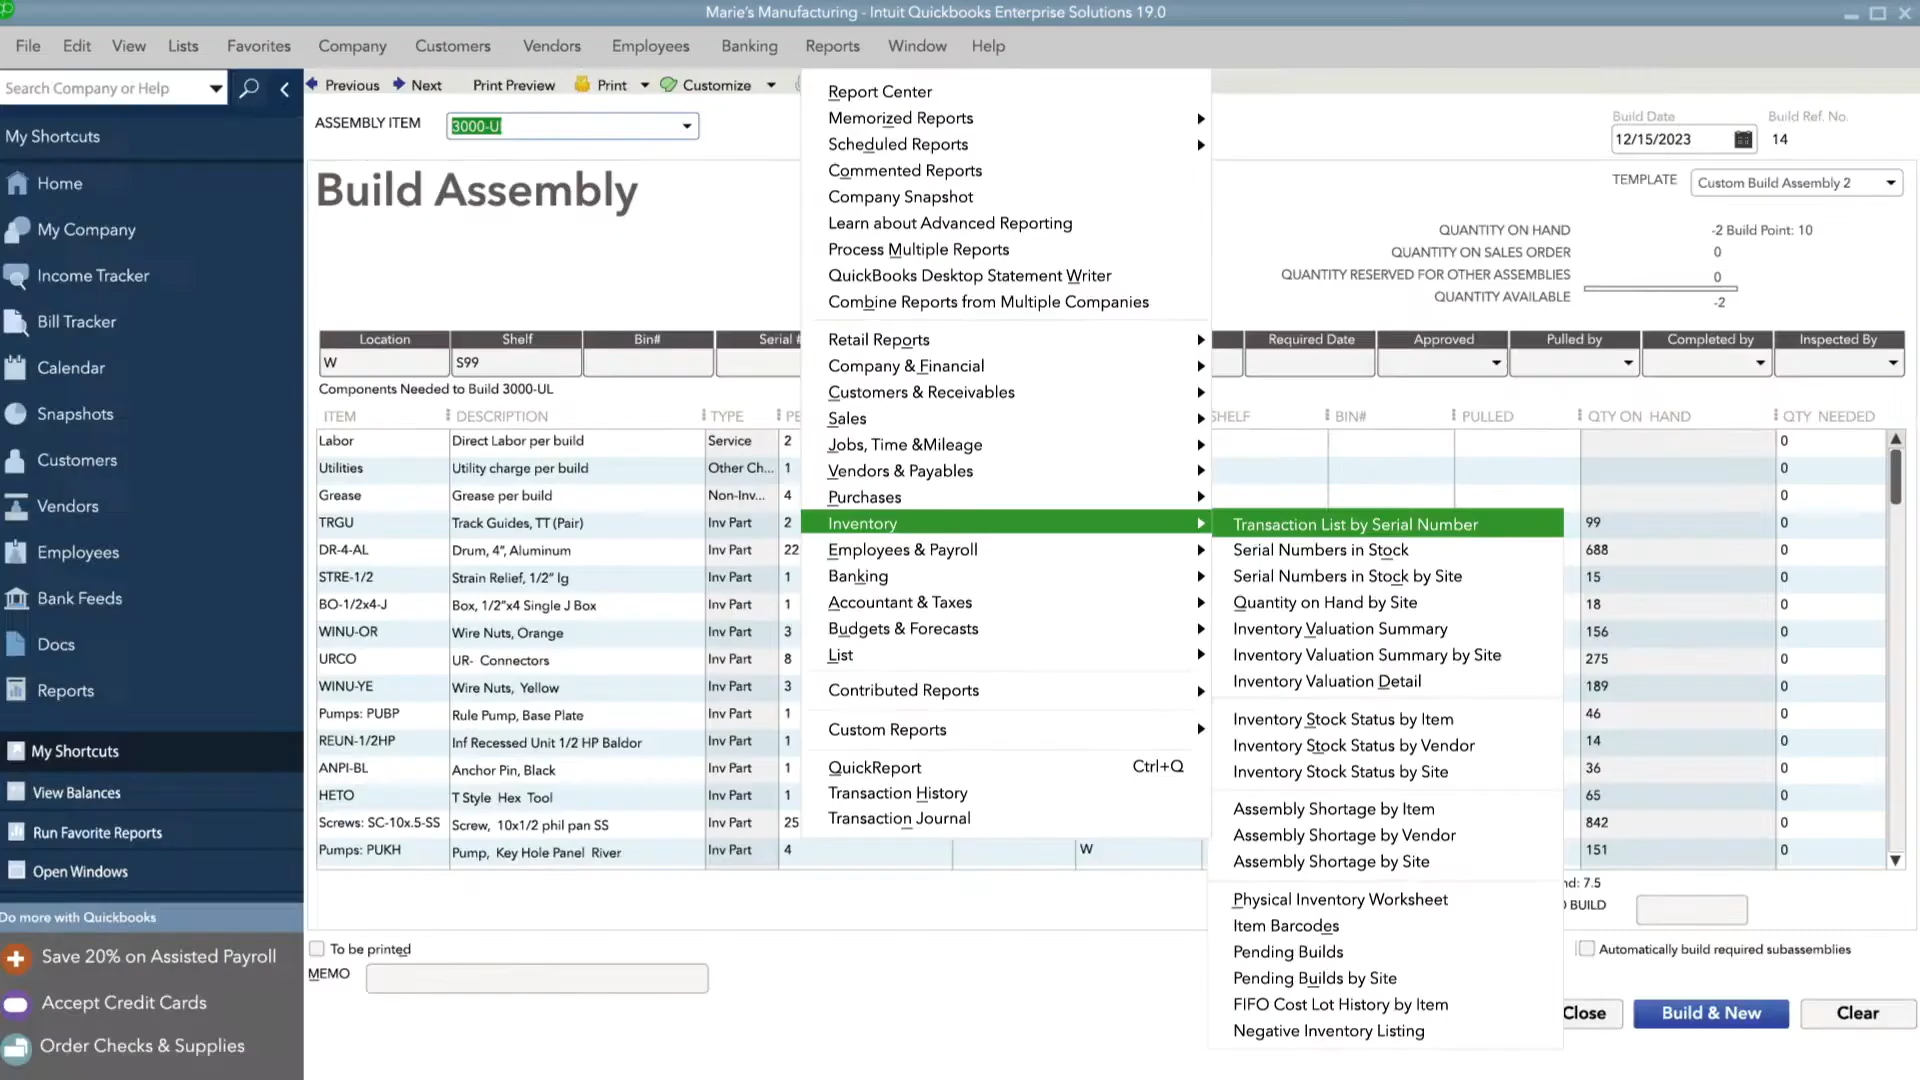 Marie's Manufacturing - Intuit Quickbooks Enterprise Solutions 19.0
File Edit View Lists Favorites Company Customers Vendors Employees Banking Reports Window Help
Search Company or Help
Previous Next Print Preview Print Customize
My Shortcuts
Home
My Company
Income Tracker
Bill Tracker
Calendar
Snapshots
Customers
Vendors
Employees
Bank Feeds
Docs
Reports
My Shortcuts
View Balances
Run Favorite Reports
Open Windows
Do more with Quickbooks
Save 20% on Assisted Payroll
Accept Credit Cards
Order Checks & Supplies
ASSEMBLY ITEM 3000-UL
Build Assembly
Build Date Build Ref. No.
12/15/2023 14
TEMPLATE Custom Build Assembly 2
QUANTITY ON HAND -2 Build Point: 10
QUANTITY ON SALES ORDER 0
QUANTITY RESERVED FOR OTHER ASSEMBLIES 0
QUANTITY AVAILABLE -2
Location Shelf Bin# Serial # Required Date Approved Pulled by Completed by Inspected By
W S99
Components Needed to Build 3000-UL
ITEM DESCRIPTION TYPE PE SHELF BIN# PULLED QTY ON HAND QTY NEEDED
Labor Direct Labor per build Service 2 0
Utilities Utility charge per build Other Ch... 1 0
Grease Grease per build Non-Inv... 4 0
TRGU Track Guides, TT (Pair) Inv Part 2 99 0
DR-4-AL Drum, 4", Aluminum Inv Part 22 688 0
STRE-1/2 Strain Relief, 1/2" lg Inv Part 1 15 0
BO-1/2x4-J Box, 1/2"x4 Single J Box Inv Part 1 18 0
WINU-OR Wire Nuts, Orange Inv Part 3 156 0
URCO UR- Connectors Inv Part 8 275 0
WINU-YE Wire Nuts, Yellow Inv Part 3 189 0
Pumps: PUBP Rule Pump, Base Plate Inv Part 1 46 0
REUN-1/2HP Inf Recessed Unit 1/2 HP Baldor Inv Part 1 14 0
ANPI-BL Anchor Pin, Black Inv Part 1 36 0
HETO T Style Hex Tool Inv Part 1 65 0
Screws: SC-10x.5-SS Screw, 10x1/2 phil pan SS Inv Part 25 842 0
Pumps: PUKH Pump, Key Hole Panel River Inv Part 4 W 151 0
nd: 7.5
BUILD
To be printed
MEMO
Automatically build required subassemblies
Close Build & New Clear
Report Center
Memorized Reports
Scheduled Reports
Commented Reports
Company Snapshot
Learn about Advanced Reporting
Process Multiple Reports
QuickBooks Desktop Statement Writer
Combine Reports from Multiple Companies
Retail Reports
Company & Financial
Customers & Receivables
Sales
Jobs, Time &Mileage
Vendors & Payables
Purchases
Inventory
Employees & Payroll
Banking
Accountant & Taxes
Budgets & Forecasts
List
Contributed Reports
Custom Reports
QuickReport Ctrl+Q
Transaction History
Transaction Journal
Transaction List by Serial Number
Serial Numbers in Stock
Serial Numbers in Stock by Site
Quantity on Hand by Site
Inventory Valuation Summary
Inventory Valuation Summary by Site
Inventory Valuation Detail
Inventory Stock Status by Item
Inventory Stock Status by Vendor
Inventory Stock Status by Site
Assembly Shortage by Item
Assembly Shortage by Vendor
Assembly Shortage by Site
Physical Inventory Worksheet
Item Barcodes
Pending Builds
Pending Builds by Site
FIFO Cost Lot History by Item
Negative Inventory Listing